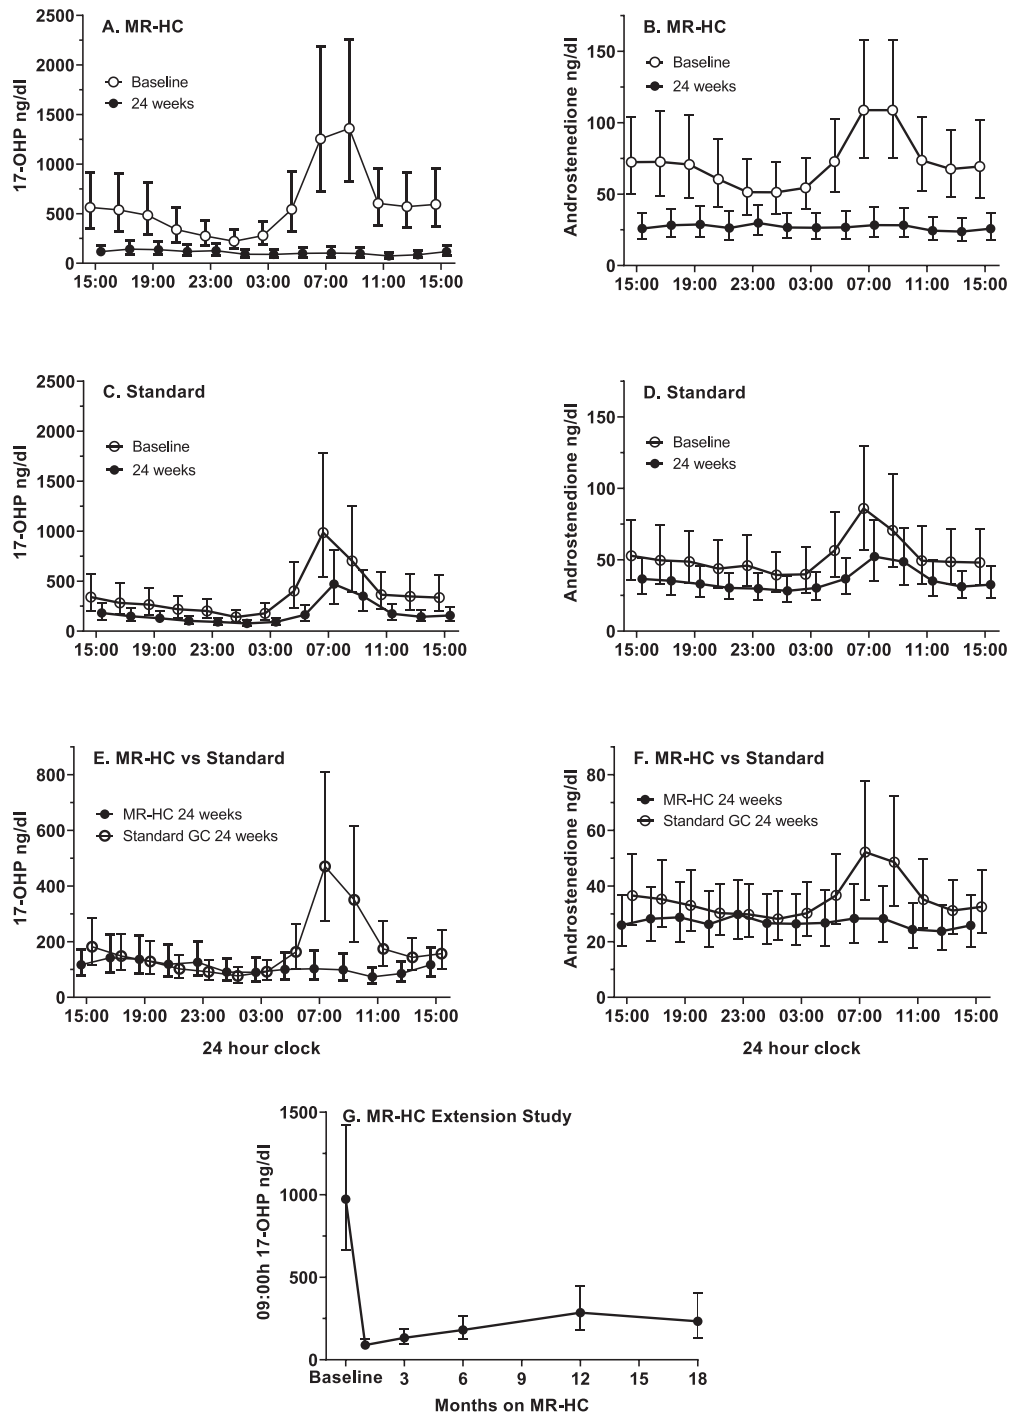 A. MR-HC
17-OHP ng/dl
2500
2000
1500
1000
500
0
Baseline
24 weeks
15:00 19:00 23:00 03:00 07:00 11:00 15:00
B. MR-HC
Androstenedione ng/dl
150
100
50
0
Baseline
24 weeks
15:00 19:00 23:00 03:00 07:00 11:00 15:00
C. Standard
17-OHP ng/dl
2500
2000
1500
1000
500
0
Baseline
24 weeks
15:00 19:00 23:00 03:00 07:00 11:00 15:00
D. Standard
Androstenedione ng/dl
150
100
50
0
Baseline
24 weeks
15:00 19:00 23:00 03:00 07:00 11:00 15:00
E. MR-HC vs Standard
17-OHP ng/dl
800
600
400
200
0
MR-HC 24 weeks
Standard GC 24 weeks
15:00 19:00 23:00 03:00 07:00 11:00 15:00
24 hour clock
F. MR-HC vs Standard
Androstenedione ng/dl
80
60
40
20
0
MR-HC 24 weeks
Standard GC 24 weeks
15:00 19:00 23:00 03:00 07:00 11:00 15:00
24 hour clock
G. MR-HC Extension Study
09:00h 17-OHP ng/dl
1500
1000
500
0
Baseline 3 6 9 12 15 18
Months on MR-HC